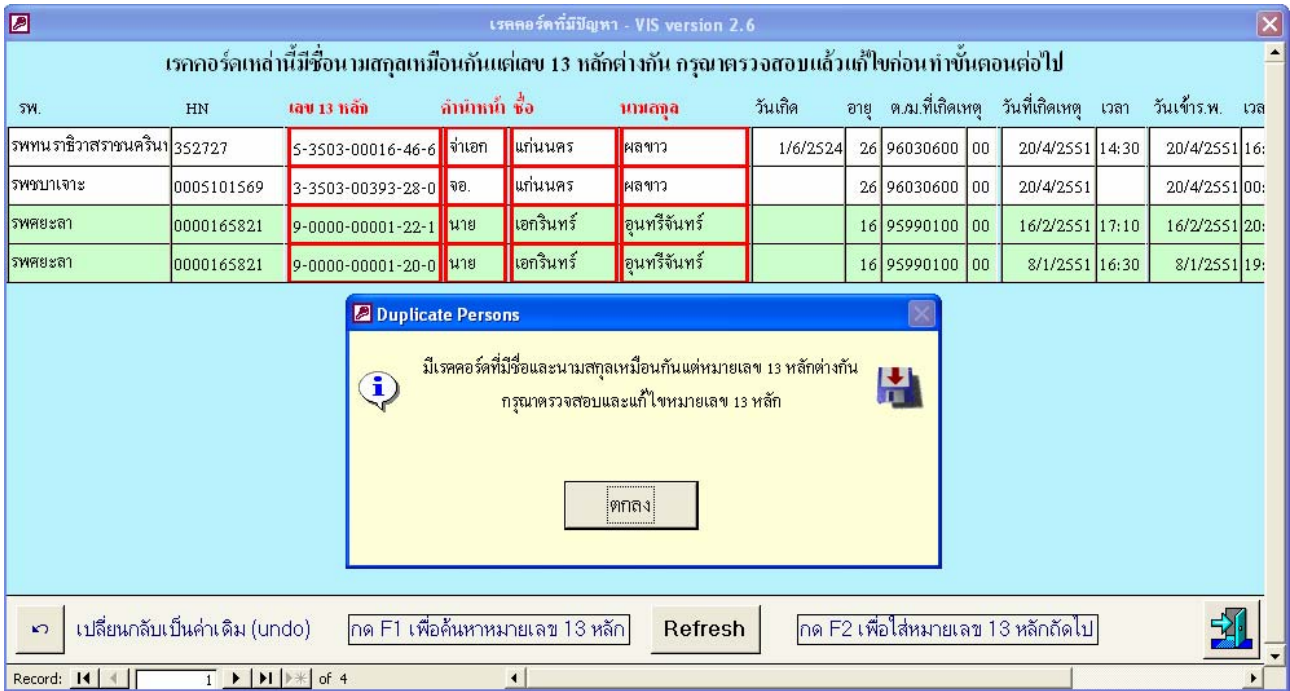 เรคคอร์ดที่มีปัญหา - VIS version 2.6
เรคคอร์ดเหล่านี้มีชื่อนามสกุลเหมือนกันแต่เลข 13 หลักต่างกัน กรุณาตรวจสอบแล้วแก้ไขก่อนทำขั้นตอนต่อไป
รพ. HN เลข 13 หลัก คำนำหน้า ชื่อ นามสกุล วันเกิด อายุ ต.ณ.ที่เกิดเหตุ วันที่เกิดเหตุ เวลา วันเข้าร.พ. เวล
รพทนราธิวาสราชนครินา 352727 5-3503-00016-46-6 จ่าเอก แก่นนคร ผลขาว 1/6/2524 26 96030600 00 20/4/2551 14:30 20/4/2551 16:
รพชบาเจาะ 0005101569 3-3503-00393-28-0 จอ. แก่นนคร ผลขาว 26 96030600 00 20/4/2551 20/4/2551 00:
รพศยะลา 0000165821 9-0000-00001-22-1 นาย เอกรินทร์ อุนทรีจันทร์ 16 95990100 00 16/2/2551 17:10 16/2/2551 20:
รพศยะลา 0000165821 9-0000-00001-20-0 นาย เอกรินทร์ อุนทรีจันทร์ 16 95990100 00 8/1/2551 16:30 8/1/2551 19:
Duplicate Persons
มีเรคคอร์ดที่มีชื่อและนามสกุลเหมือนกันแต่หมายเลข 13 หลักต่างกัน
กรุณาตรวจสอบและแก้ไขหมายเลข 13 หลัก
ตกลง
เปลี่ยนกลับเป็นค่าเดิม (undo) กด F1 เพื่อค้นหาหมายเลข 13 หลัก Refresh กด F2 เพื่อใส่หมายเลข 13 หลักถัดไป
Record: 1 of 4